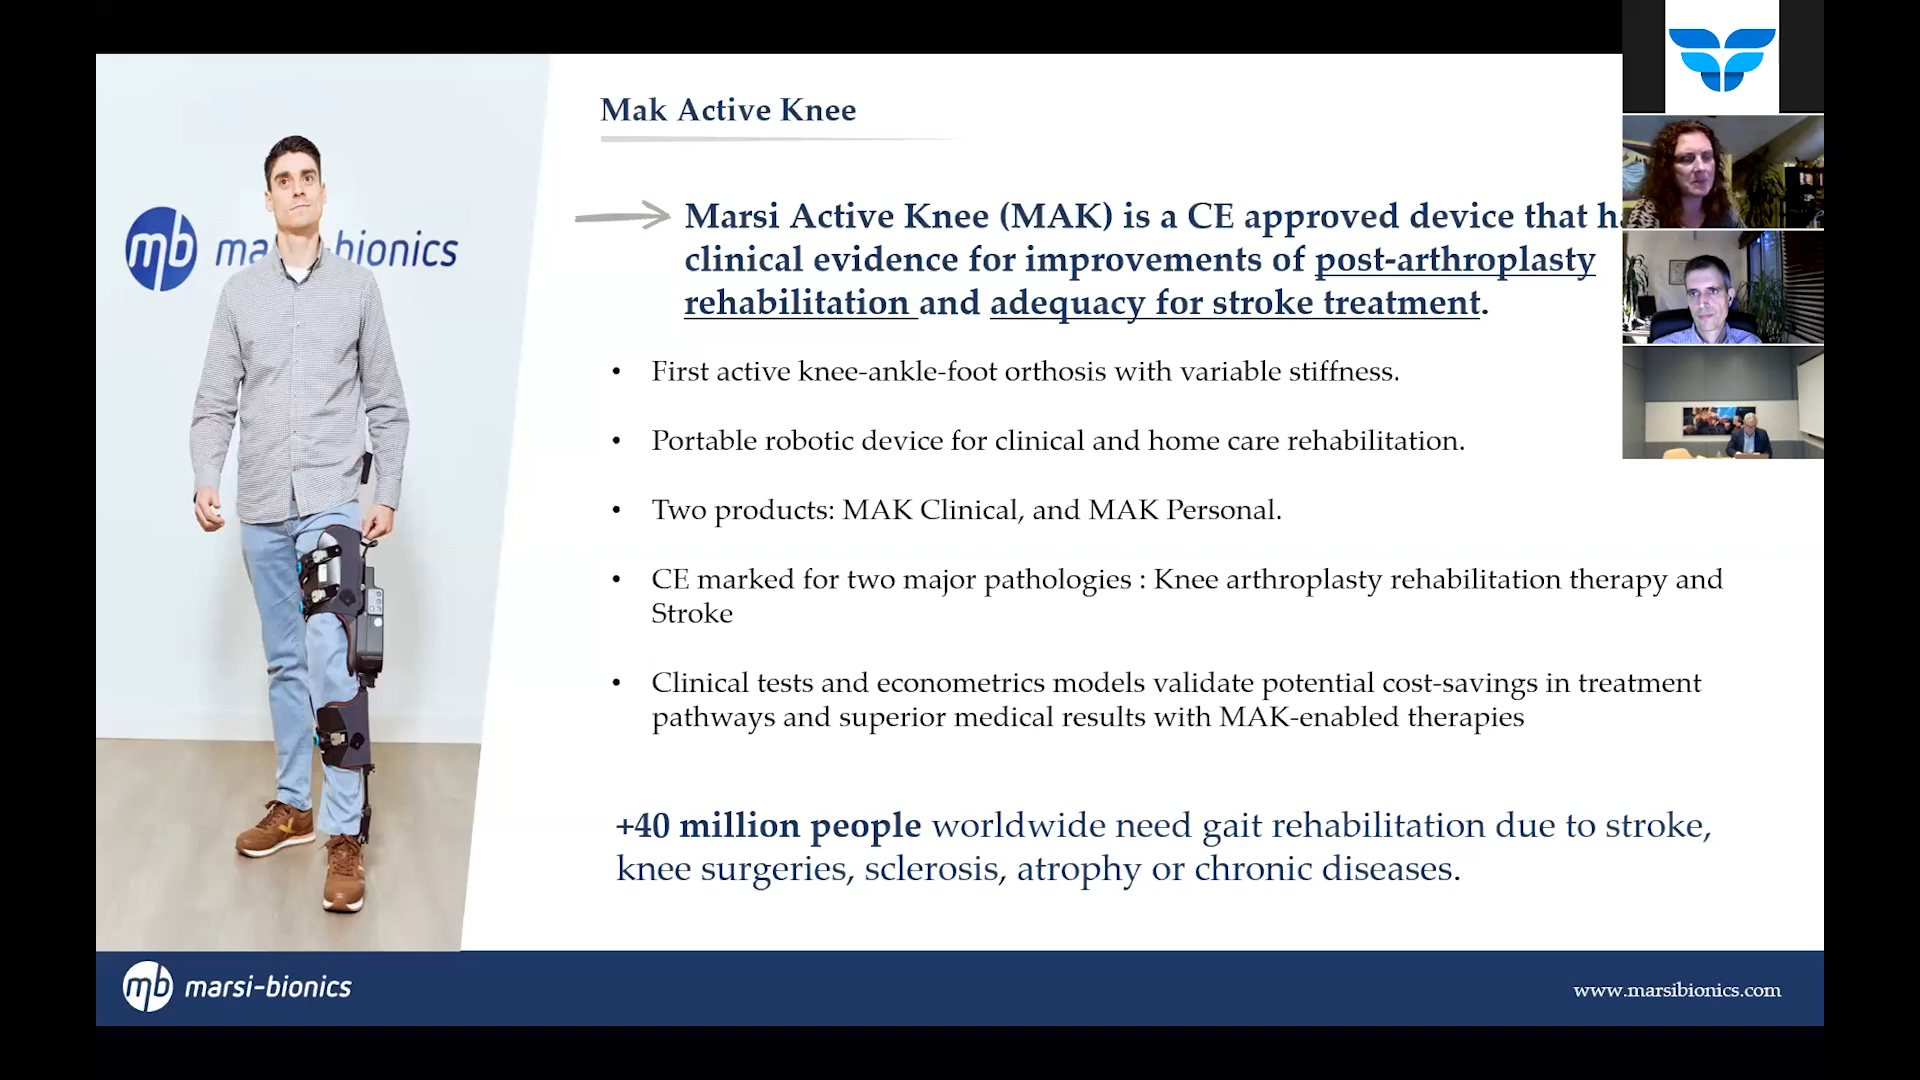 Mak Active Knee
Marsi Active Knee (MAK) is a CE approved device that
clinical evidence for improvements of post-arthroplasty
rehabilitation and adequacy for stroke treatment.
• First active knee-ankle-foot orthosis with variable stiffness.
• Portable robotic device for clinical and home care rehabilitation.
• Two products: MAK Clinical, and MAK Personal.
• CE marked for two major pathologies : Knee arthroplasty rehabilitation therapy and
Stroke
• Clinical tests and econometrics models validate potential cost-savings in treatment
pathways and superior medical results with MAK-enabled therapies
+40 million people worldwide need gait rehabilitation due to stroke,
knee surgeries, sclerosis, atrophy or chronic diseases.
mb marsi-bionics
www.marsibionics.com